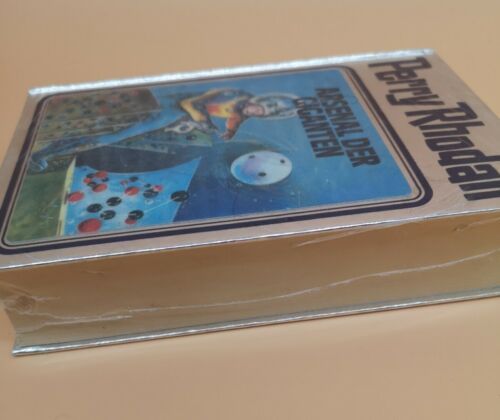 Perry Rhodan
ARSENAL DER
GIGANTEN